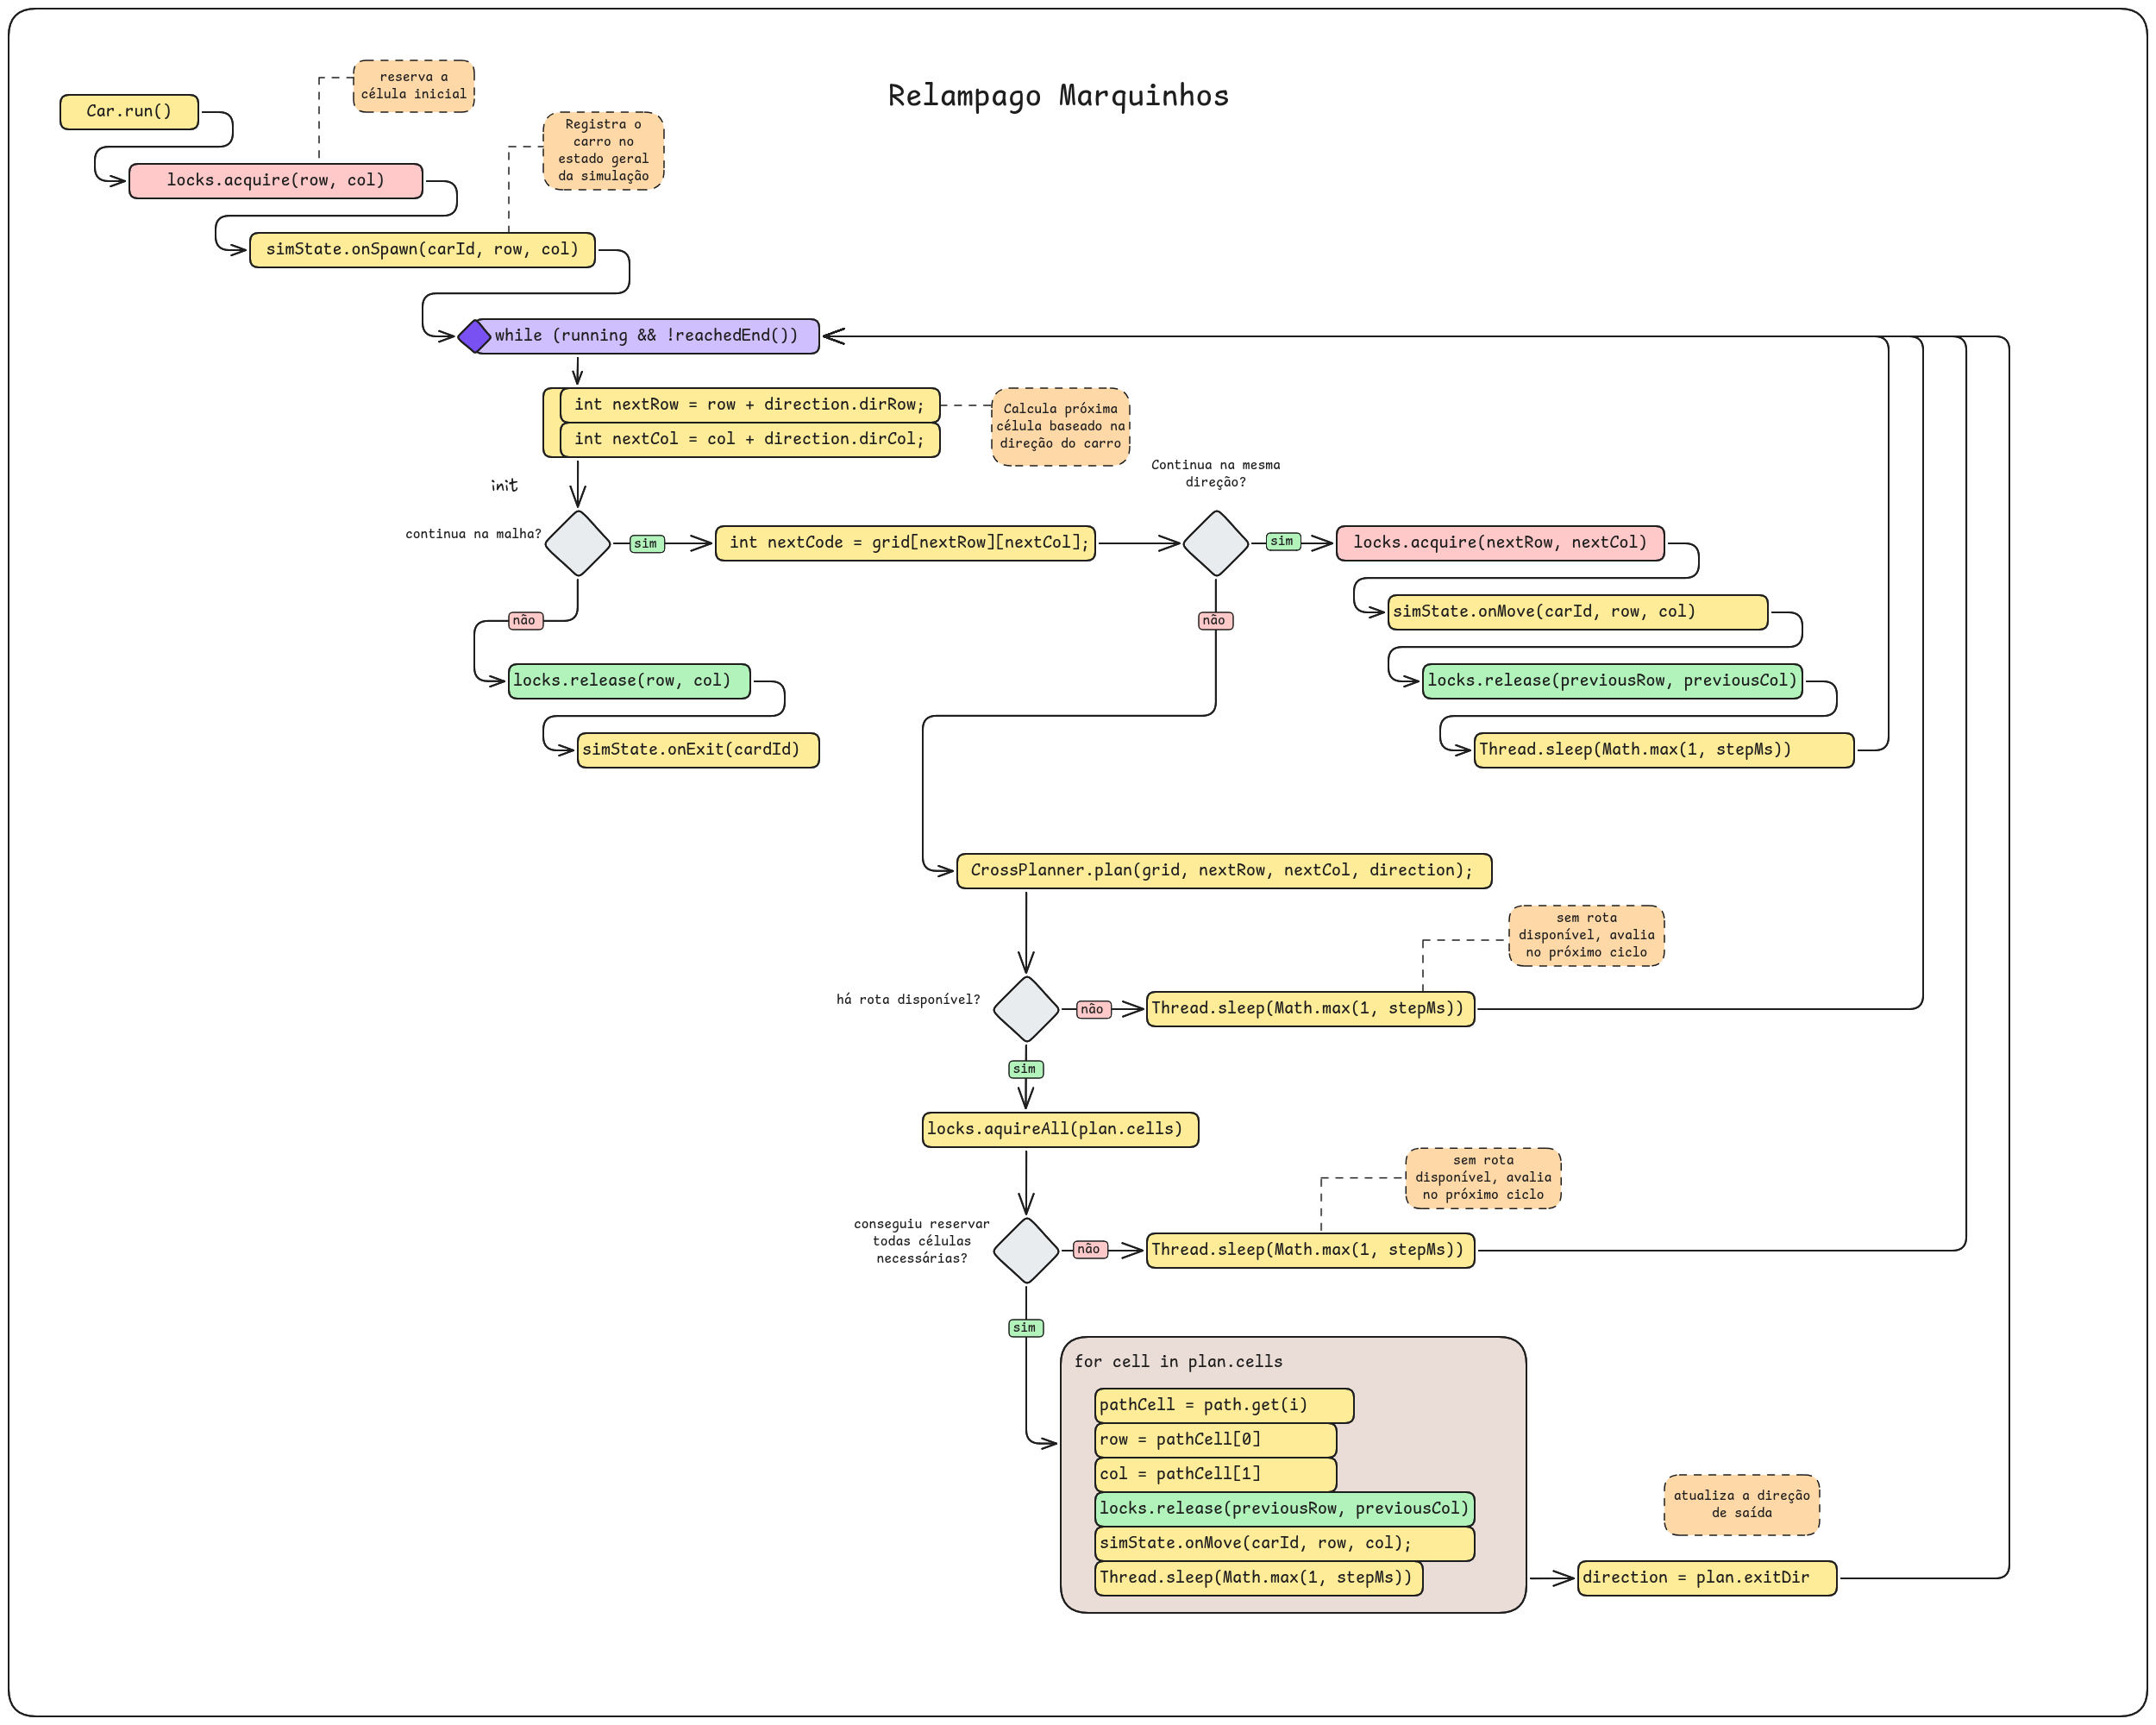 Relampago Marquinhos
reserva a
célula inicial
Car.run()
Registra o
carro no
estado geral
da simulação
locks.acquire(row, col)
simState.onSpawn(carId, row, col)
while (running && !reachedEnd())
int nextRow = row + direction.dirRow;
int nextCol = col + direction.dirCol;
Calcula próxima
célula baseado na
direção do carro
init
continua na malha?
sim
int nextCode = grid[nextRow][nextCol];
Continua na mesma
direção?
sim
locks.acquire(nextRow, nextCol)
simState.onMove(carId, row, col)
locks.release(previousRow, previousCol)
Thread.sleep(Math.max(1, stepMs))
não
locks.release(row, col)
simState.onExit(cardId)
não
CrossPlanner.plan(grid, nextRow, nextCol, direction);
há rota disponível?
não
Thread.sleep(Math.max(1, stepMs))
sem rota
disponível, avalia
no próximo ciclo
sim
locks.aquireAll(plan.cells)
conseguiu reservar
todas células
necessárias?
não
Thread.sleep(Math.max(1, stepMs))
sem rota
disponível, avalia
no próximo ciclo
sim
for cell in plan.cells
pathCell = path.get(i)
row = pathCell[0]
col = pathCell[1]
locks.release(previousRow, previousCol)
simState.onMove(carId, row, col);
Thread.sleep(Math.max(1, stepMs))
atualiza a direção
de saída
direction = plan.exitDir